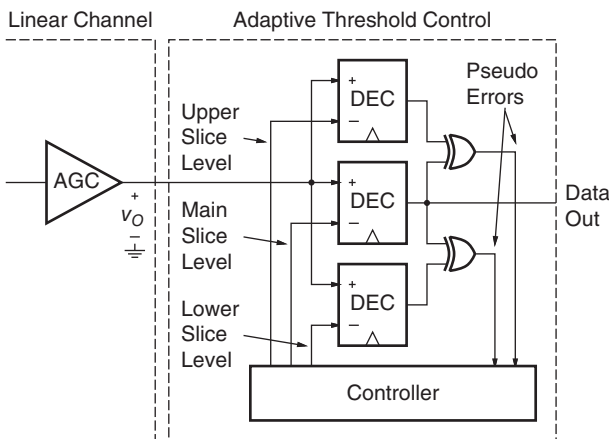 Linear Channel
Adaptive Threshold Control
Pseudo
Errors
Upper
Slice
Level
Main
Slice
Level
Lower
Slice
Level
AGC
+
vO
−
+
DEC
−
+
DEC
−
+
DEC
−
Data
Out
Controller